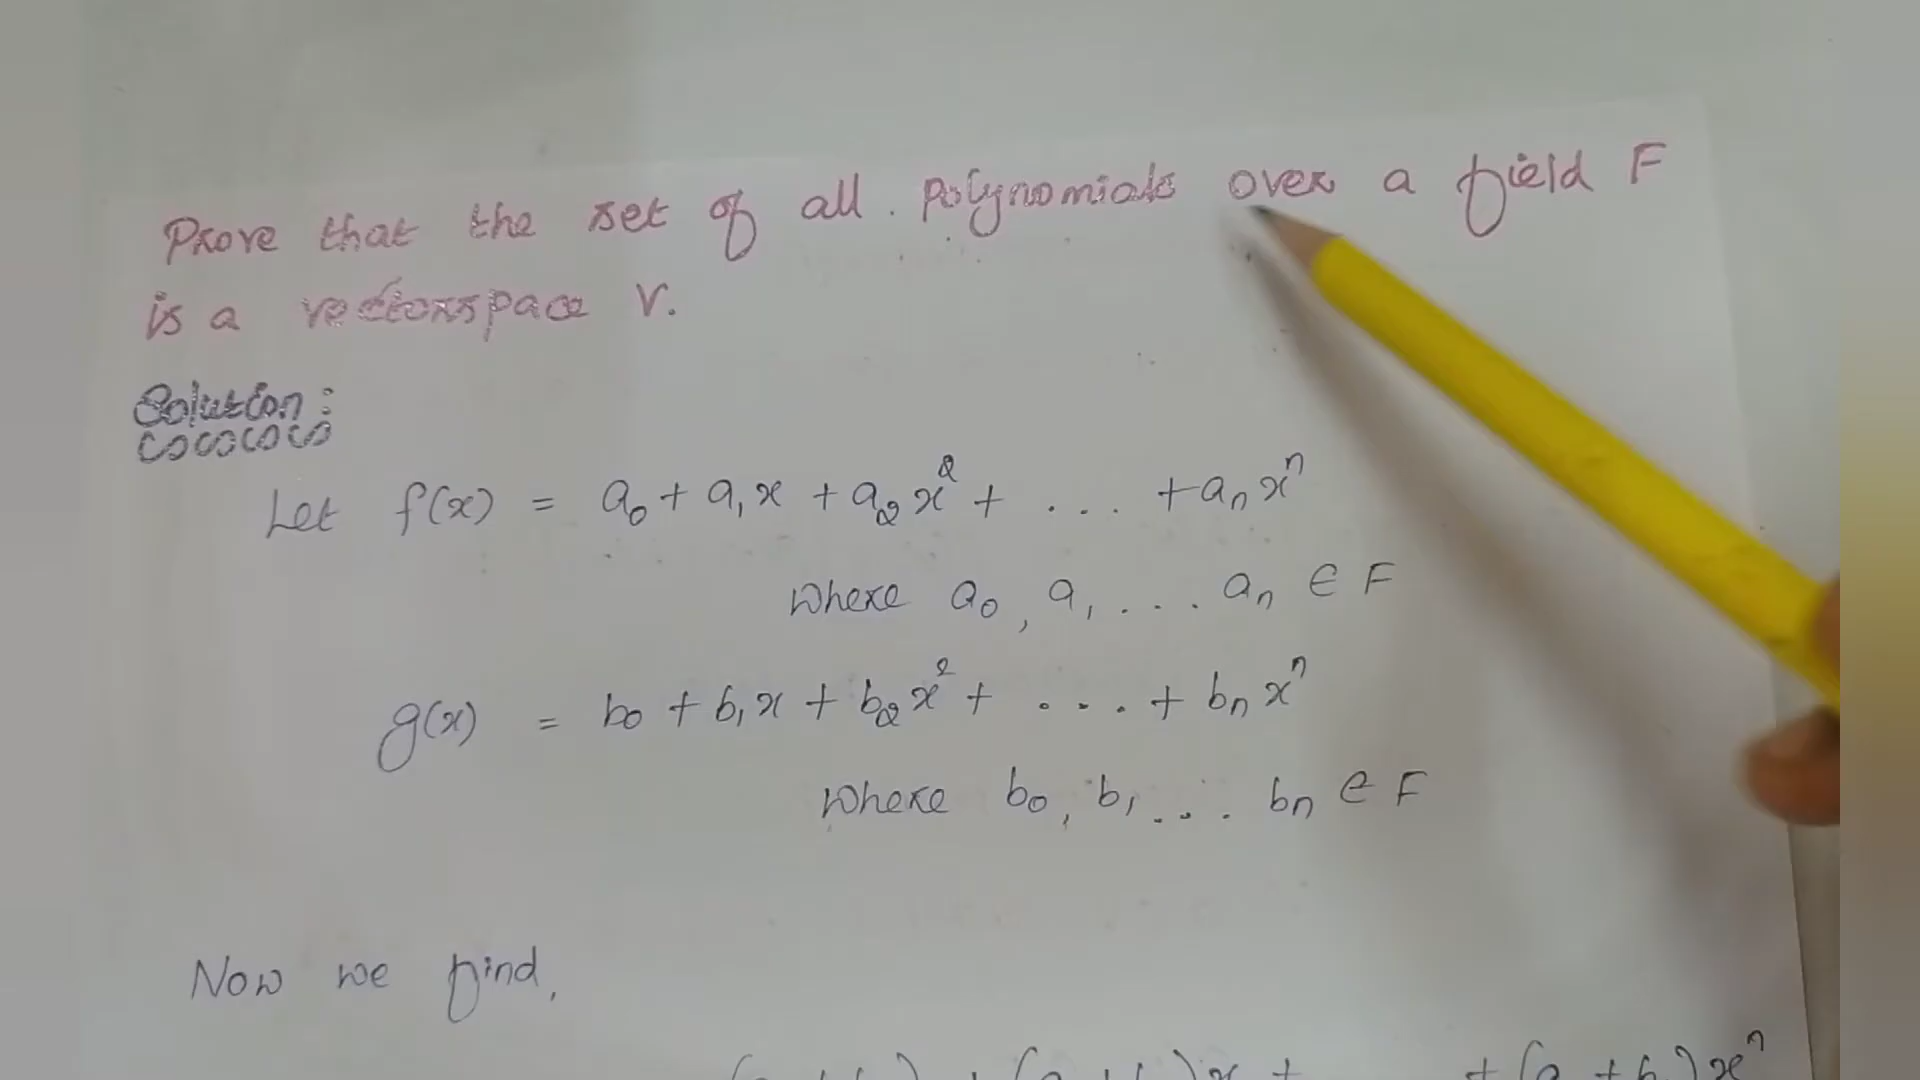 Prove that the set of all polynomials over a field F
is a vectorspace V.
Solution:
Let f(x) = a₀ + a₁x + a₂x² + ... + aₙxⁿ
where a₀, a₁, ... aₙ ∈ F
g(x) = b₀ + b₁x + b₂x² + ... + bₙxⁿ
where b₀, b₁, ... bₙ ∈ F
Now we find,